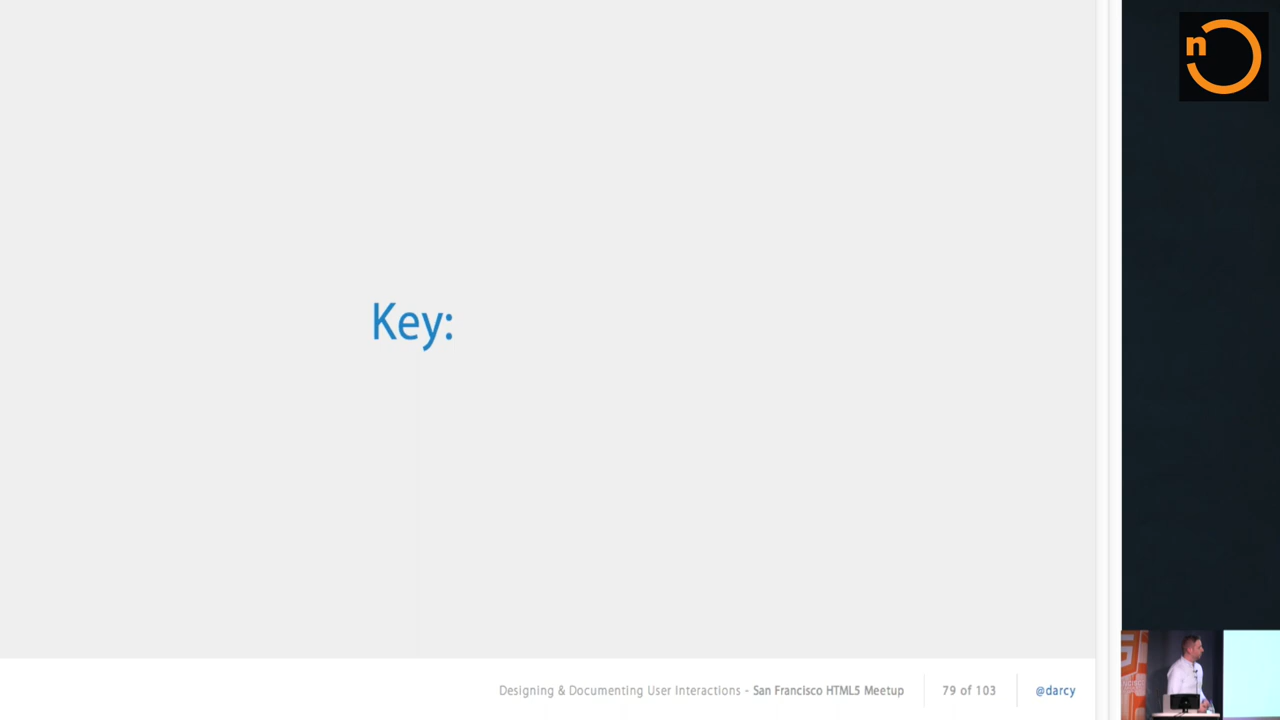 n
Key:
Designing & Documenting User Interactions - San Francisco HTML5 Meetup
79 of 103
@darcy